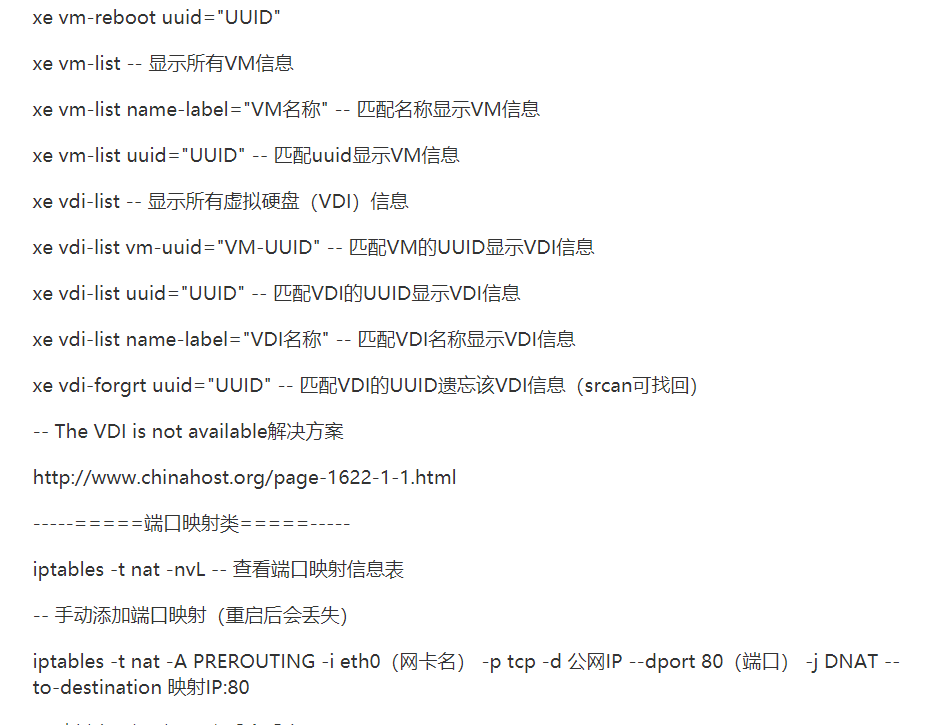 xe vm-reboot uuid="UUID"
xe vm-list -- 显示所有VM信息
xe vm-list name-label="VM名称" -- 匹配名称显示VM信息
xe vm-list uuid="UUID" -- 匹配uuid显示VM信息
xe vdi-list -- 显示所有虚拟硬盘（VDI）信息
xe vdi-list vm-uuid="VM-UUID" -- 匹配VM的UUID显示VDI信息
xe vdi-list uuid="UUID" -- 匹配VDI的UUID显示VDI信息
xe vdi-list name-label="VDI名称" -- 匹配VDI名称显示VDI信息
xe vdi-forgrt uuid="UUID" -- 匹配VDI的UUID遗忘该VDI信息（srcan可找回）
-- The VDI is not available解决方案
http://www.chinahost.org/page-1622-1-1.html
-----=====端口映射类=====-----
iptables -t nat -nvL -- 查看端口映射信息表
-- 手动添加端口映射（重启后会丢失）
iptables -t nat -A PREROUTING -i eth0（网卡名） -p tcp -d 公网IP --dport 80（端口） -j DNAT --
to-destination 映射IP:80